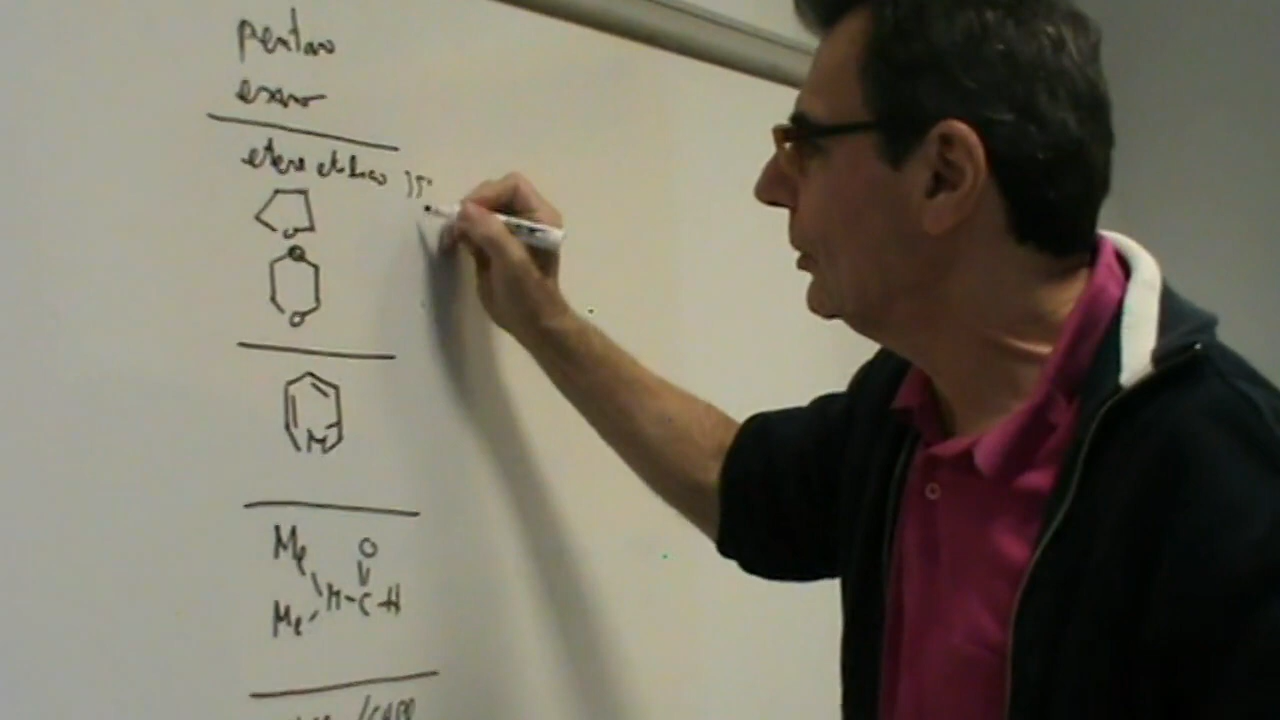 pentano
esano
etere etilico 35°
O
O
O
N
Me O
N-C-H
Me